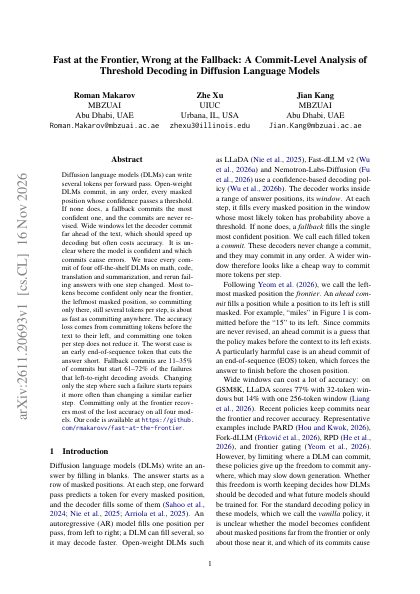 Fast at the Frontier, Wrong at the Fallback: A Commit-Level Analysis of
Threshold Decoding in Diffusion Language Models
Roman Makarov
MBZUAI
Abu Dhabi, UAE
Roman.Makarov@mbzuai.ac.ae
Zhe Xu
UIUC
Urbana, IL, USA
zhexu3@illinois.edu
Jian Kang
MBZUAI
Abu Dhabi, UAE
Jian.Kang@mbzuai.ac.ae
arXiv:2611.20693v1 [cs.CL] 16 Nov 2026
Abstract
Diffusion language models (DLMs) can write
several tokens per forward pass. Open-weight
DLMs commit, in any order, every masked
position whose confidence passes a threshold.
If none does, a fallback commits the most
confident one, and the commits are never re-
vised. Wide windows let the decoder commit
far ahead of the text, which should speed up
decoding but often costs accuracy. It is un-
clear where the model is confident and which
commits cause errors. We trace every com-
mit of four off-the-shelf DLMs on math, code,
translation and summarization, and rerun fail-
ing answers with one step changed. Most to-
kens become confident only near the frontier,
the leftmost masked position, so committing
only there, still several tokens per step, is about
as fast as committing anywhere. The accuracy
loss comes from committing tokens before the
text to their left, and committing one token
per step does not reduce it. The worst case is
an early end-of-sequence token that cuts the
answer short. Fallback commits are 11–35%
of commits but start 61–72% of the failures
that left-to-right decoding avoids. Changing
only the step where such a failure starts repairs
it more often than changing a similar earlier
step. Committing only at the frontier recov-
ers most of the lost accuracy on all four mod-
els. Our code is available at https://github.
com/rmakarovv/fast-at-the-frontier.
1 Introduction
Diffusion language models (DLMs) write an an-
swer by filling in blanks. The answer starts as a
row of masked positions. At each step, one forward
pass predicts a token for every masked position,
and the decoder fills some of them (Sahoo et al.,
2024; Nie et al., 2025; Arriola et al., 2025). An
autoregressive (AR) model fills one position per
pass, from left to right; a DLM can fill several, so
it may decode faster. Open-weight DLMs such
as LLaDA (Nie et al., 2025), Fast-dLLM v2 (Wu
et al., 2026a) and Nemotron-Labs-Diffusion (Fu
et al., 2026) use a confidence-based decoding pol-
icy (Wu et al., 2026b). The decoder works inside
a range of answer positions, its window. At each
step, it fills every masked position in the window
whose most likely token has probability above a
threshold. If none does, a fallback fills the single
most confident position. We call each filled token
a commit. These decoders never change a commit,
and they may commit in any order. A wider win-
dow therefore looks like a cheap way to commit
more tokens per step.
Following Yeom et al. (2026), we call the left-
most masked position the frontier. An ahead com-
mit fills a position while a position to its left is still
masked. For example, “miles” in Figure 1 is com-
mitted before the “15” to its left. Since commits
are never revised, an ahead commit is a guess that
the policy makes before the context to its left exists.
A particularly harmful case is an ahead commit of
an end-of-sequence (EOS) token, which forces the
answer to finish before the chosen position.
Wide windows can cost a lot of accuracy: on
GSM8K, LLaDA scores 77% with 32-token win-
dows but 14% with one 256-token window (Liang
et al., 2026). Recent policies keep commits near
the frontier and recover accuracy. Representative
examples include PARD (Hou and Kwok, 2026),
Fork-dLLM (Frković et al., 2026), RPD (He et al.,
2026), and frontier gating (Yeom et al., 2026).
However, by limiting where a DLM can commit,
these policies give up the freedom to commit any-
where, which may slow down generation. Whether
this freedom is worth keeping decides how DLMs
should be decoded and what future models should
be trained for. For the standard decoding policy in
these models, which we call the vanilla policy, it
is unclear whether the model becomes confident
about masked positions far from the frontier or only
about those near it, and which of its commits cause
1